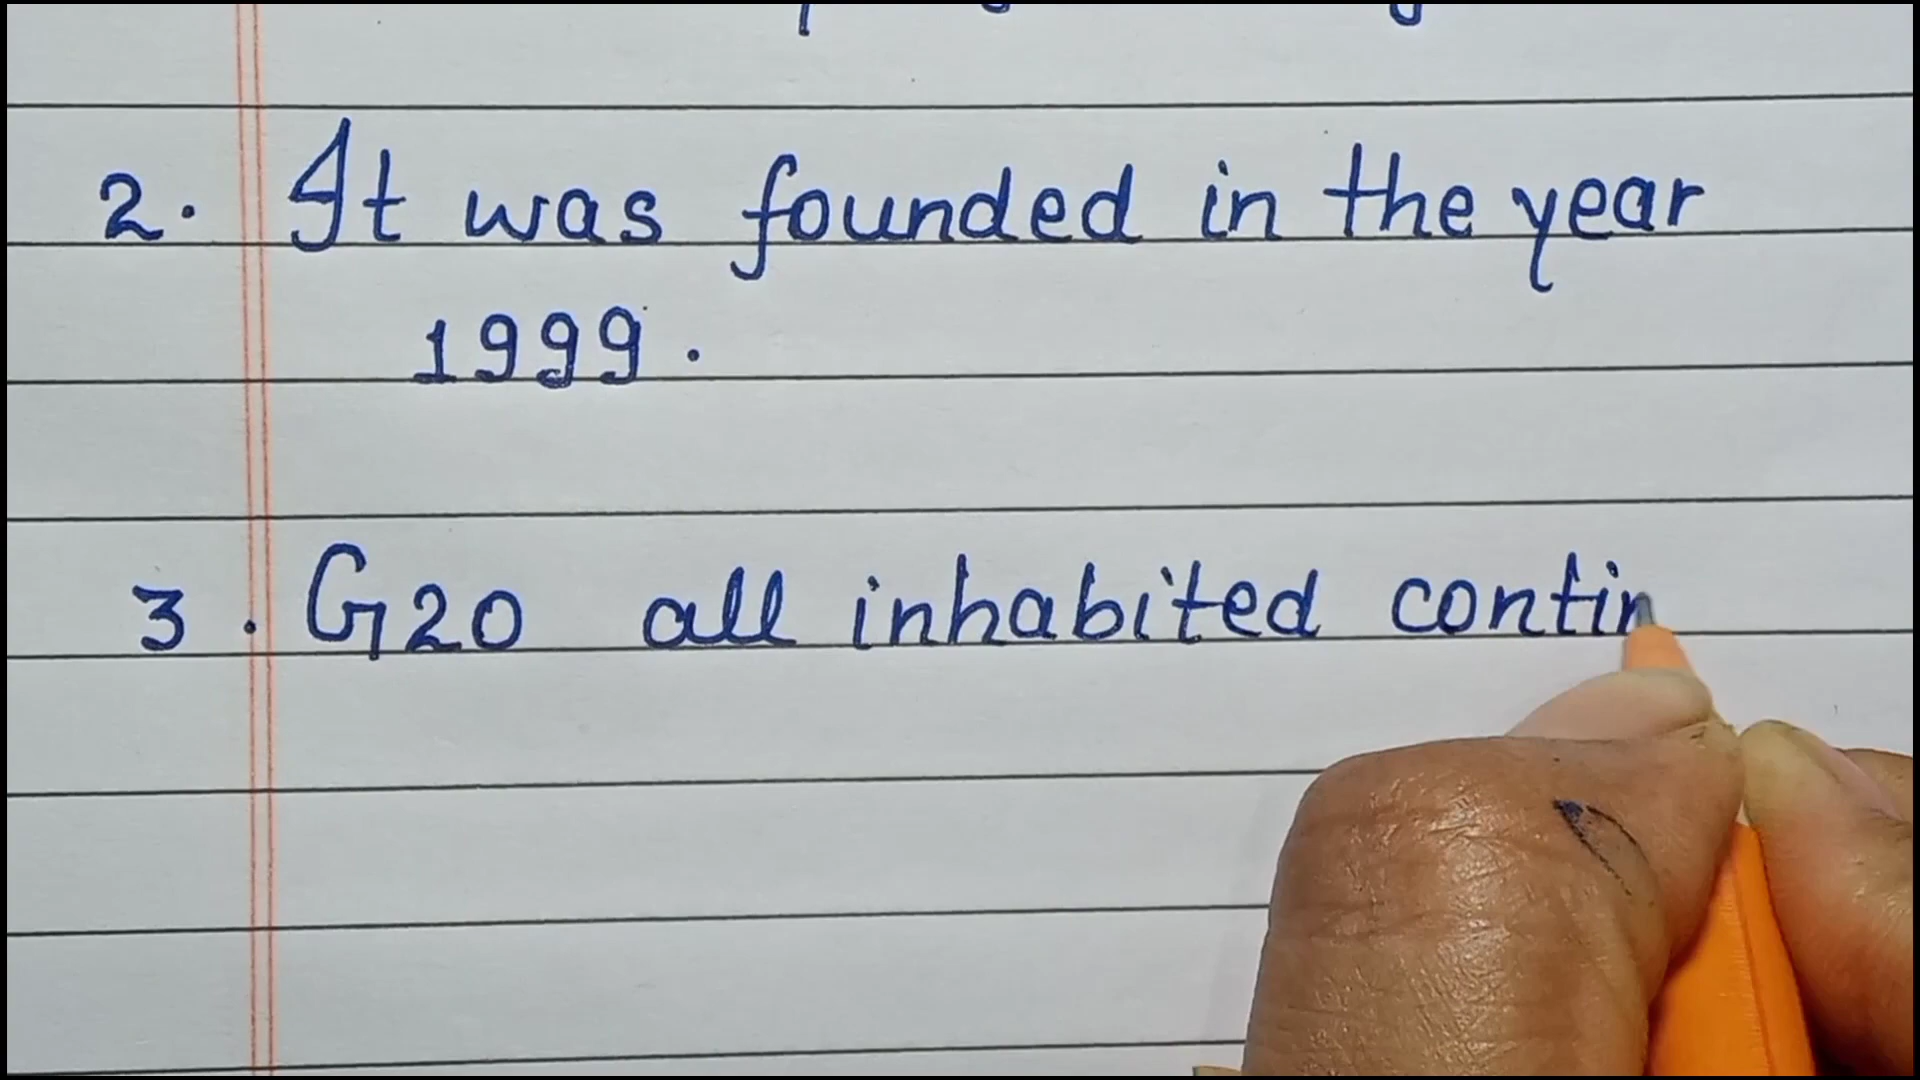 2. It was founded in the year
1999.
3. G20 all inhabited contin